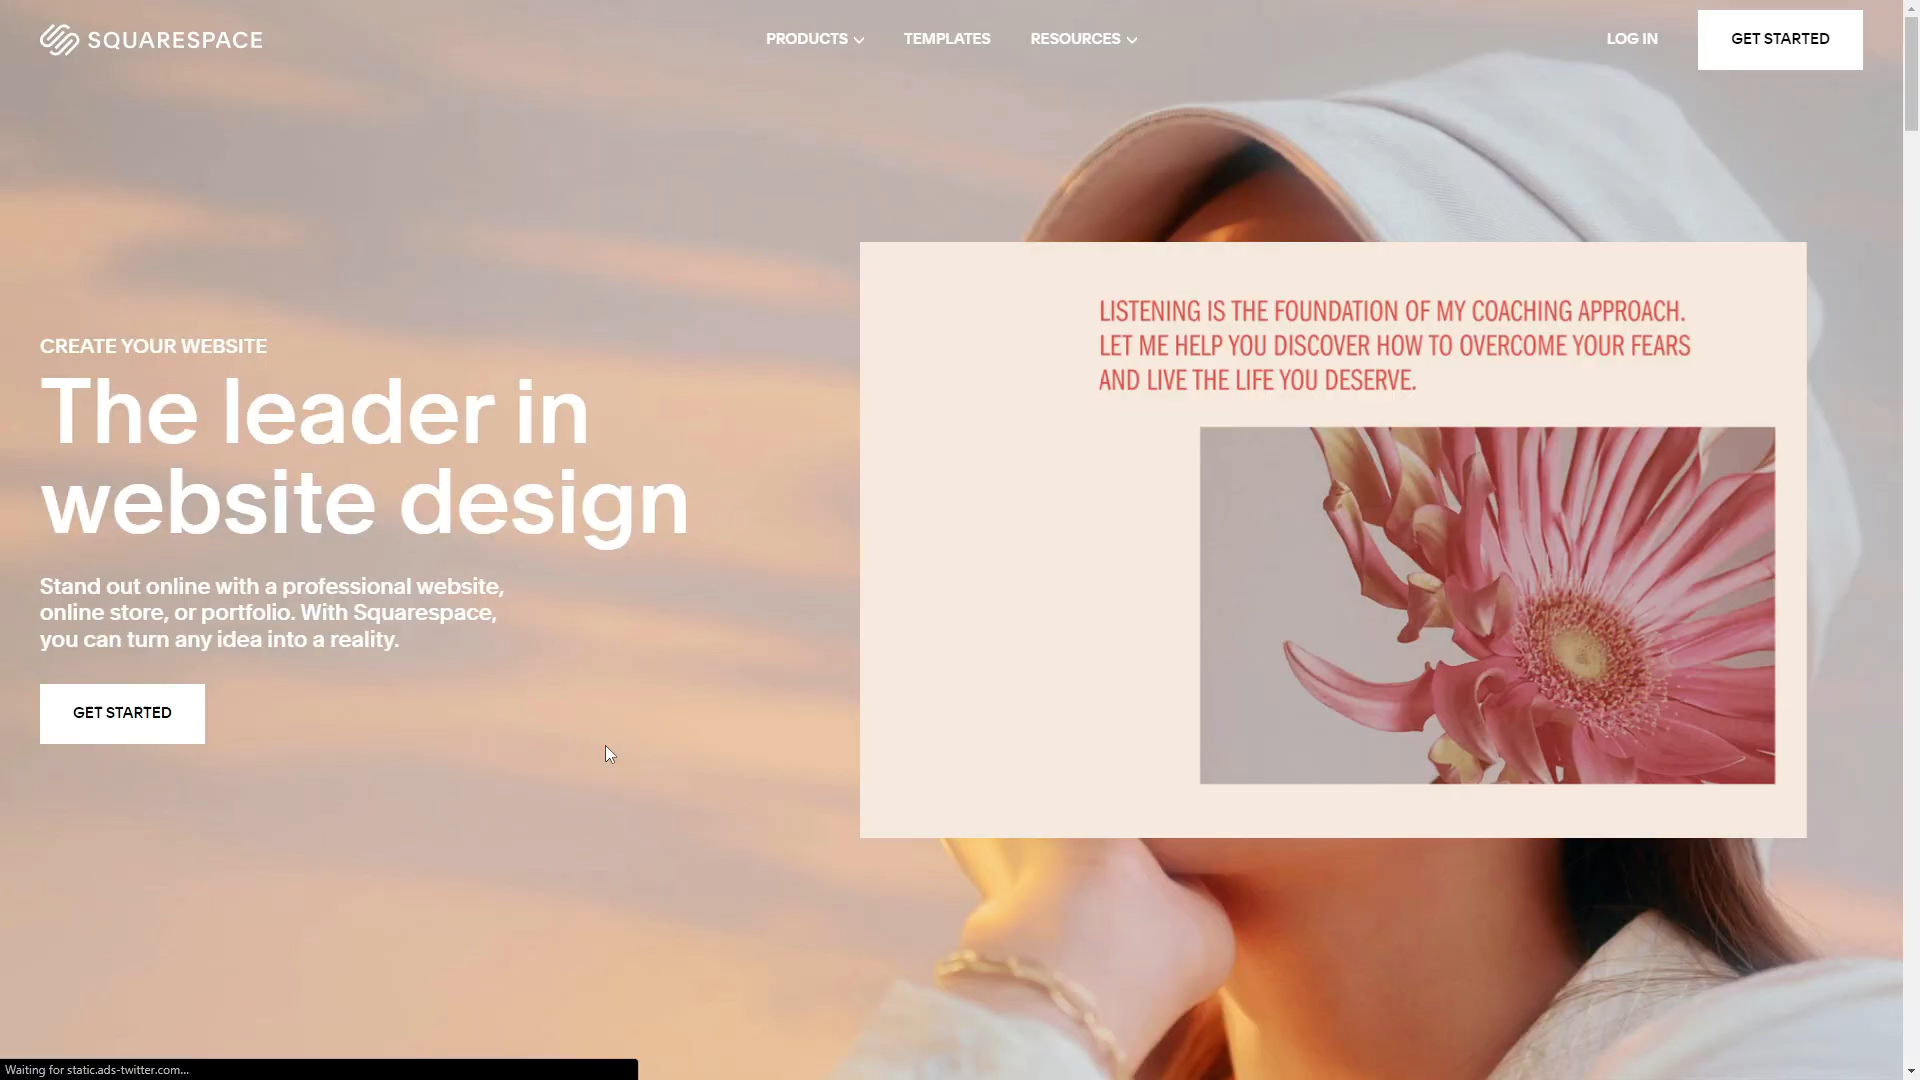 SQUARESPACE
PRODUCTS
TEMPLATES
RESOURCES
LOG IN
GET STARTED
CREATE YOUR WEBSITE
The leader in
website design
Stand out online with a professional website,
online store, or portfolio. With Squarespace,
you can turn any idea into a reality.
GET STARTED
LISTENING IS THE FOUNDATION OF MY COACHING APPROACH.
LET ME HELP YOU DISCOVER HOW TO OVERCOME YOUR FEARS
AND LIVE THE LIFE YOU DESERVE.
Waiting for static.ads-twitter.com...